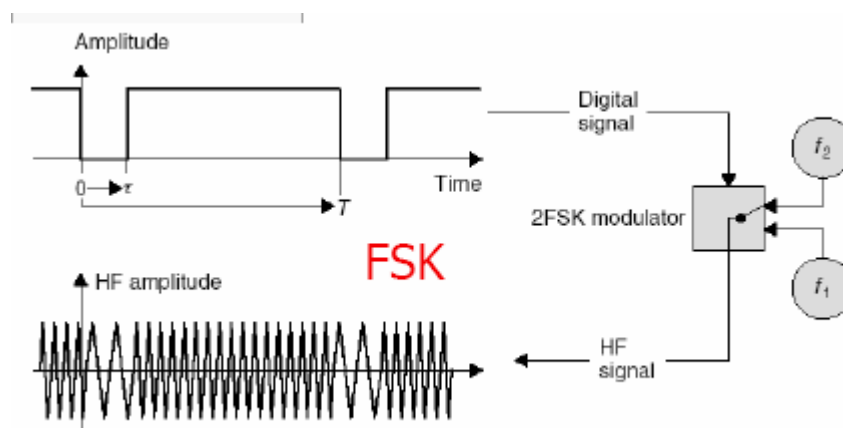 Amplitude
Digital
signal
f2
0 τ
Time
T
2FSK modulator
FSK
HF amplitude
f1
HF
signal